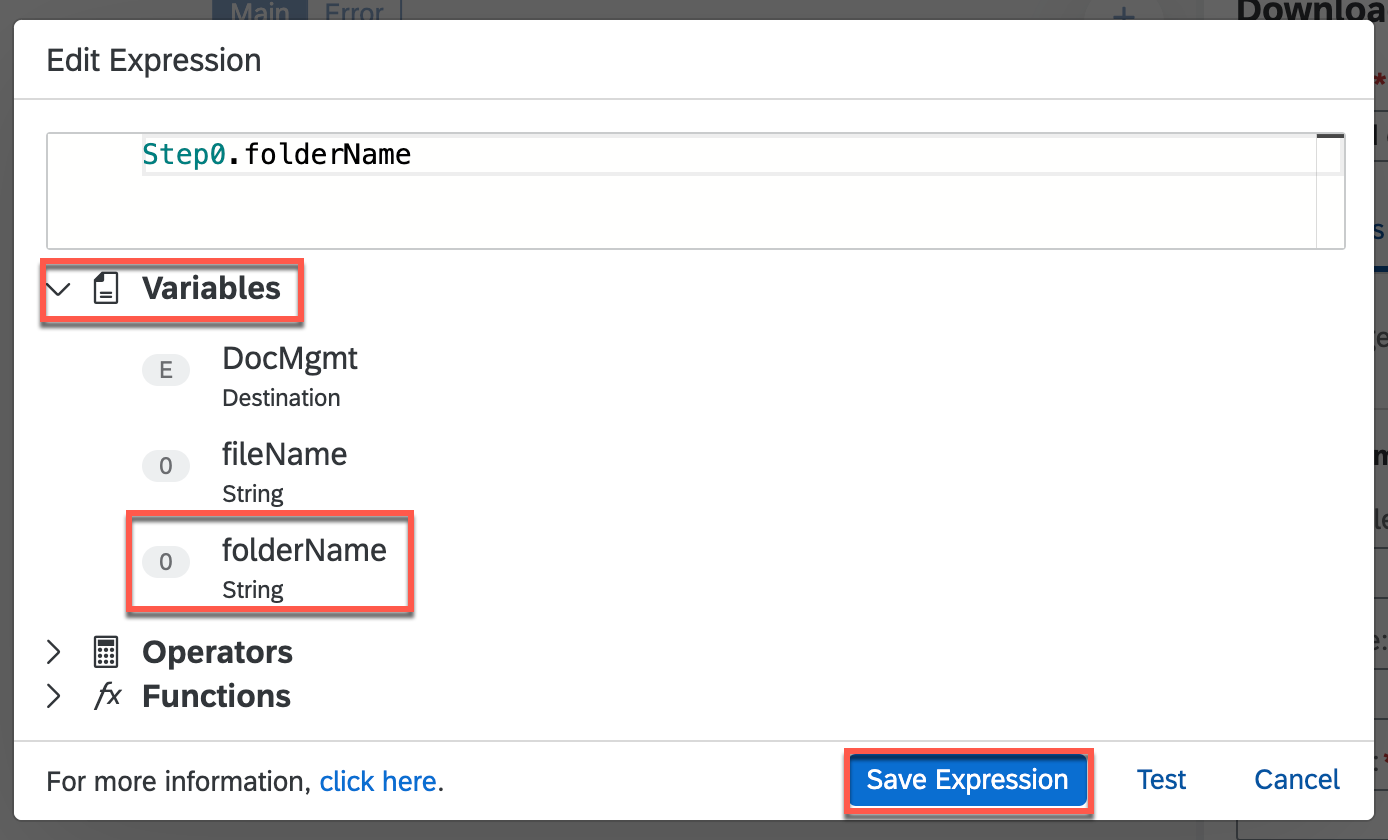 Main Error
Downloa
Edit Expression
Step0.folderName
Variables
E DocMgmt
Destination
0 fileName
String
0 folderName
String
Operators
fx Functions
For more information, click here.
Save Expression Test Cancel